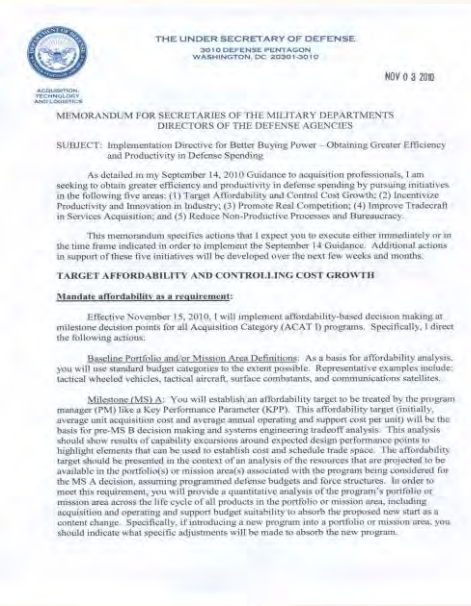 THE UNDER SECRETARY OF DEFENSE
3010 DEFENSE PENTAGON
WASHINGTON, DC 20301-3010
NOV 03 2010
ACQUISITION,
TECHNOLOGY
AND LOGISTICS
MEMORANDUM FOR SECRETARIES OF THE MILITARY DEPARTMENTS
DIRECTORS OF THE DEFENSE AGENCIES
SUBJECT: Implementation Directive for Better Buying Power – Obtaining Greater Efficiency
and Productivity in Defense Spending
As detailed in my September 14, 2010 Guidance to acquisition professionals, I am
seeking to obtain greater efficiency and productivity in defense spending by pursuing initiatives
in the following five areas: (1) Target Affordability and Control Cost Growth; (2) Incentivize
Productivity and Innovation in Industry; (3) Promote Real Competition; (4) Improve Tradecraft
in Services Acquisition; and (5) Reduce Non-Productive Processes and Bureaucracy.
This memorandum specifies actions that I expect you to execute either immediately or in
the time frame indicated in order to implement the September 14 Guidance. Additional actions
in support of these five initiatives will be developed over the next few weeks and months.
TARGET AFFORDABILITY AND CONTROLLING COST GROWTH
Mandate affordability as a requirement:
Effective November 15, 2010, I will implement affordability-based decision making at
milestone decision points for all Acquisition Category (ACAT I) programs. Specifically, I direct
the following actions:
Baseline Portfolio and/or Mission Area Definitions: As a basis for affordability analysis,
you will use standard budget categories to the extent possible. Representative examples include:
tactical wheeled vehicles, tactical aircraft, surface combatants, and communications satellites.
Milestone (MS) A: You will establish an affordability target to be treated by the program
manager (PM) like a Key Performance Parameter (KPP). This affordability target (initially,
average unit acquisition cost and average annual operating and support cost per unit) will be the
basis for pre-MS B decision making and systems engineering tradeoff analysis. This analysis
should show results of capability excursions around expected design performance points to
highlight elements that can be used to establish cost and schedule trade space. The affordability
target should be presented in the context of an analysis of the resources that are projected to be
available in the portfolio(s) or mission area(s) associated with the program being considered for
the MS A decision, assuming programmed defense budgets and force structures. In order to
meet this requirement, you will provide a quantitative analysis of the program's portfolio or
mission area across the life cycle of all products in the portfolio or mission area, including
acquisition and operating and support budget suitability to absorb the proposed new start as a
content change. Specifically, if introducing a new program into a portfolio or mission area, you
should indicate what specific adjustments will be made to absorb the new program.